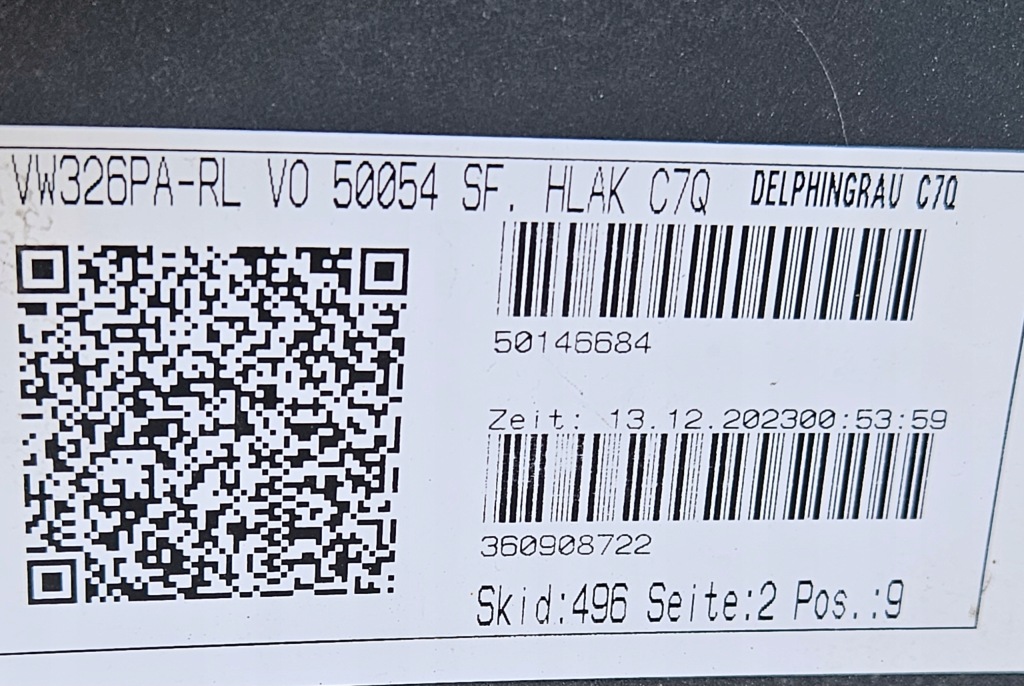 VW326PA-RL VO 50054 SF. HLAK C7Q DELPHINGRAU C7Q
50146684
Zeit: 13.12.202300:53:59
360908722
Skid:496 Seite:2 Pos.:9